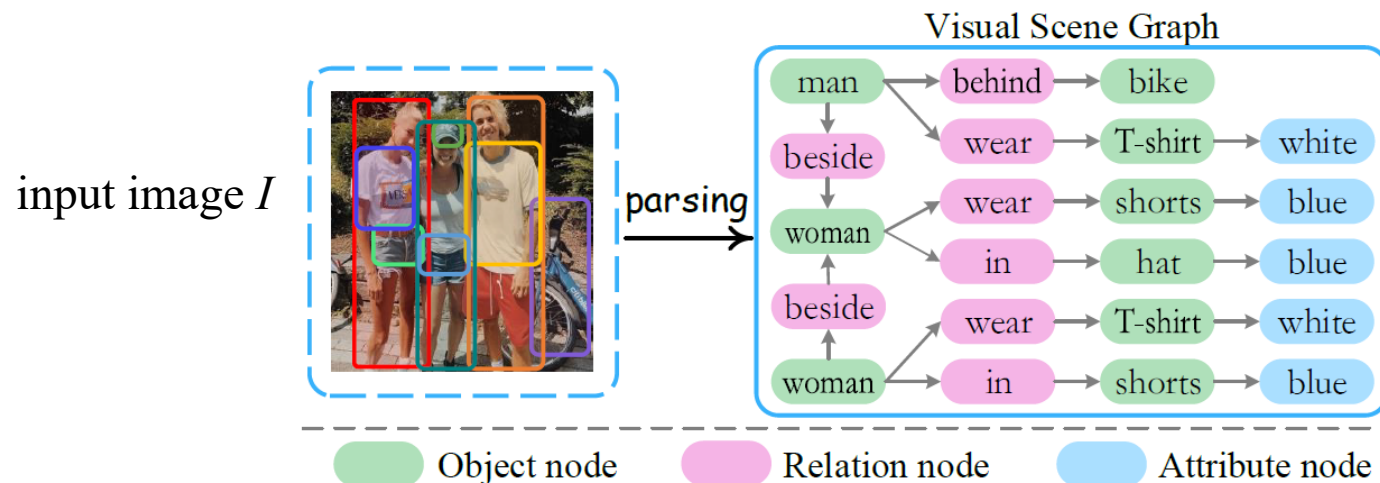 Visual Scene Graph
input image I
parsing
man behind bike
wear T-shirt white
beside
wear shorts blue
woman
in hat blue
beside
wear T-shirt white
woman in shorts blue
Object node Relation node Attribute node